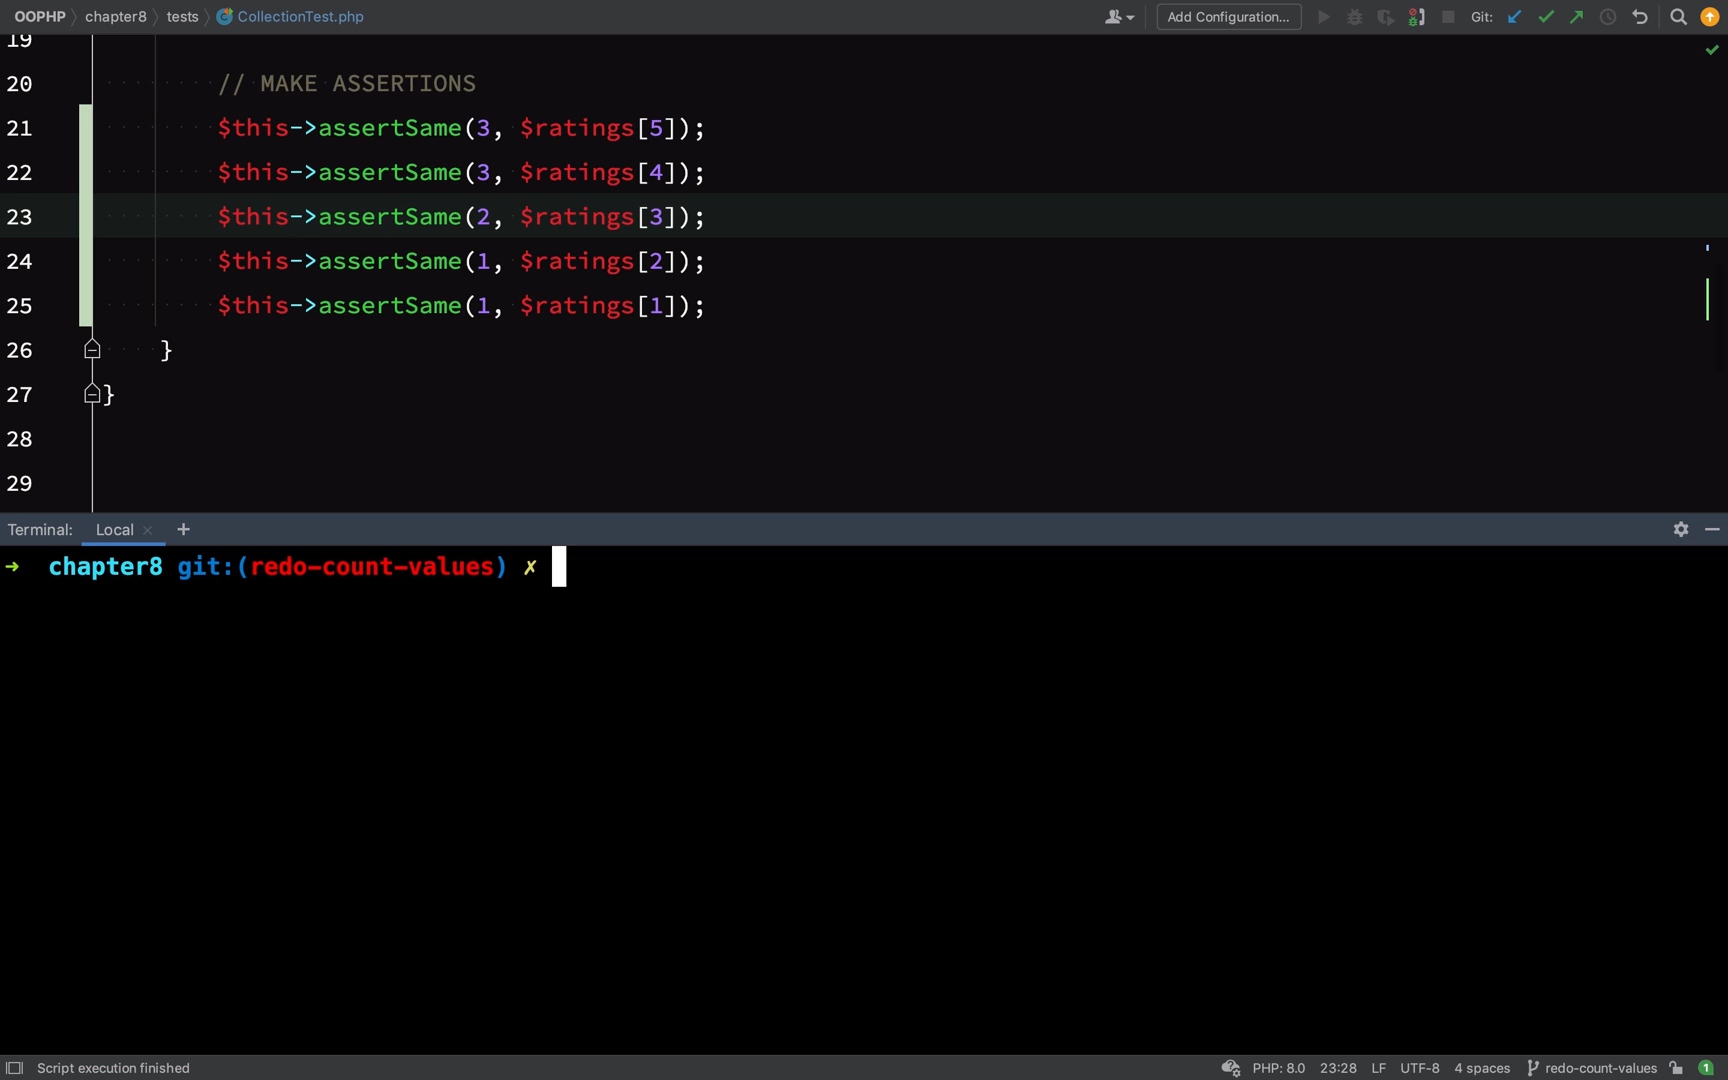 OOPHP chapter8 tests CollectionTest.php Add Configuration... Git:
19
20 // MAKE ASSERTIONS
21 $this->assertSame(3, $ratings[5]);
22 $this->assertSame(3, $ratings[4]);
23 $this->assertSame(2, $ratings[3]);
24 $this->assertSame(1, $ratings[2]);
25 $this->assertSame(1, $ratings[1]);
26 }
27 }
28
29
Terminal: Local × +
→ chapter8 git:(redo-count-values) ✗
Script execution finished PHP: 8.0 23:28 LF UTF-8 4 spaces redo-count-values 1